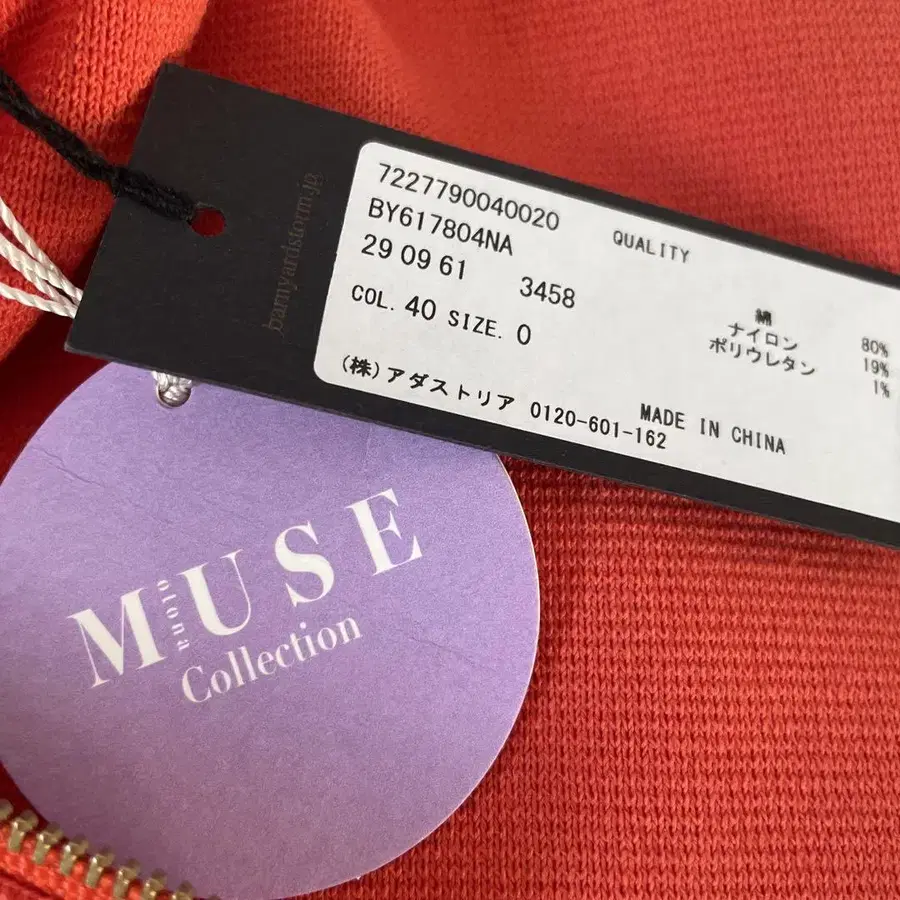 barnyardstorm.jp
7227790040020
BY617804NA
29 09 61 3458
COL. 40 SIZE. 0
QUALITY
綿 80%
ナイロン 19%
ポリウレタン 1%
(株)アダストリア 0120-601-162
MADE IN CHINA
MUSE
otona
Collection